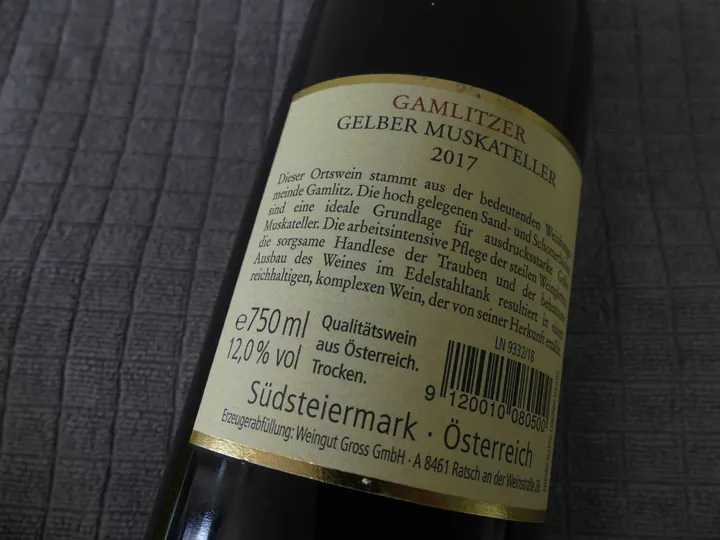 GAMLITZER
GELBER MUSKATELLER
2017
Dieser Ortswein stammt aus der bedeutenden
meinde Gamlitz. Die hoch gelegenen Sand- und
sind eine ideale Grundlage für ausdrucksstarke
Muskateller. Die arbeitsintensive Pflege der steilen
die sorgsame Handlese der Trauben und der
Ausbau des Weines im Edelstahltank resultiert in
reichhaltigen, komplexen Wein, der von seiner Herkunft
e750ml
12,0% vol
Qualitätswein
aus Österreich.
Trocken.
LN 9332/18
9 120010 080500
Südsteiermark · Österreich
Erzeugerabfüllung: Weingut Gross GmbH · A 8461 Ratsch an der Weinstraße